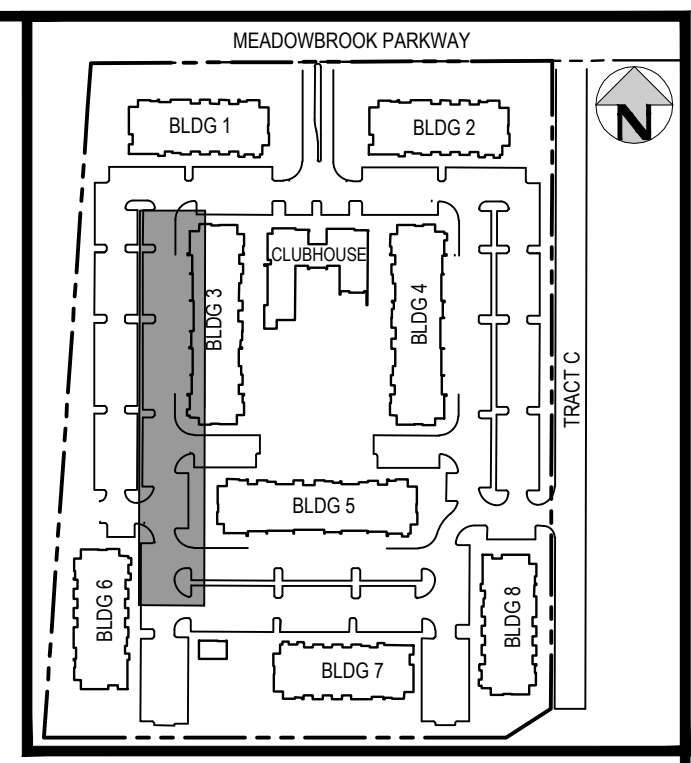 MEADOWBROOK PARKWAY
N
BLDG 1
BLDG 2
CLUBHOUSE
BLDG 3
BLDG 4
TRACT C
BLDG 5
BLDG 6
BLDG 8
BLDG 7